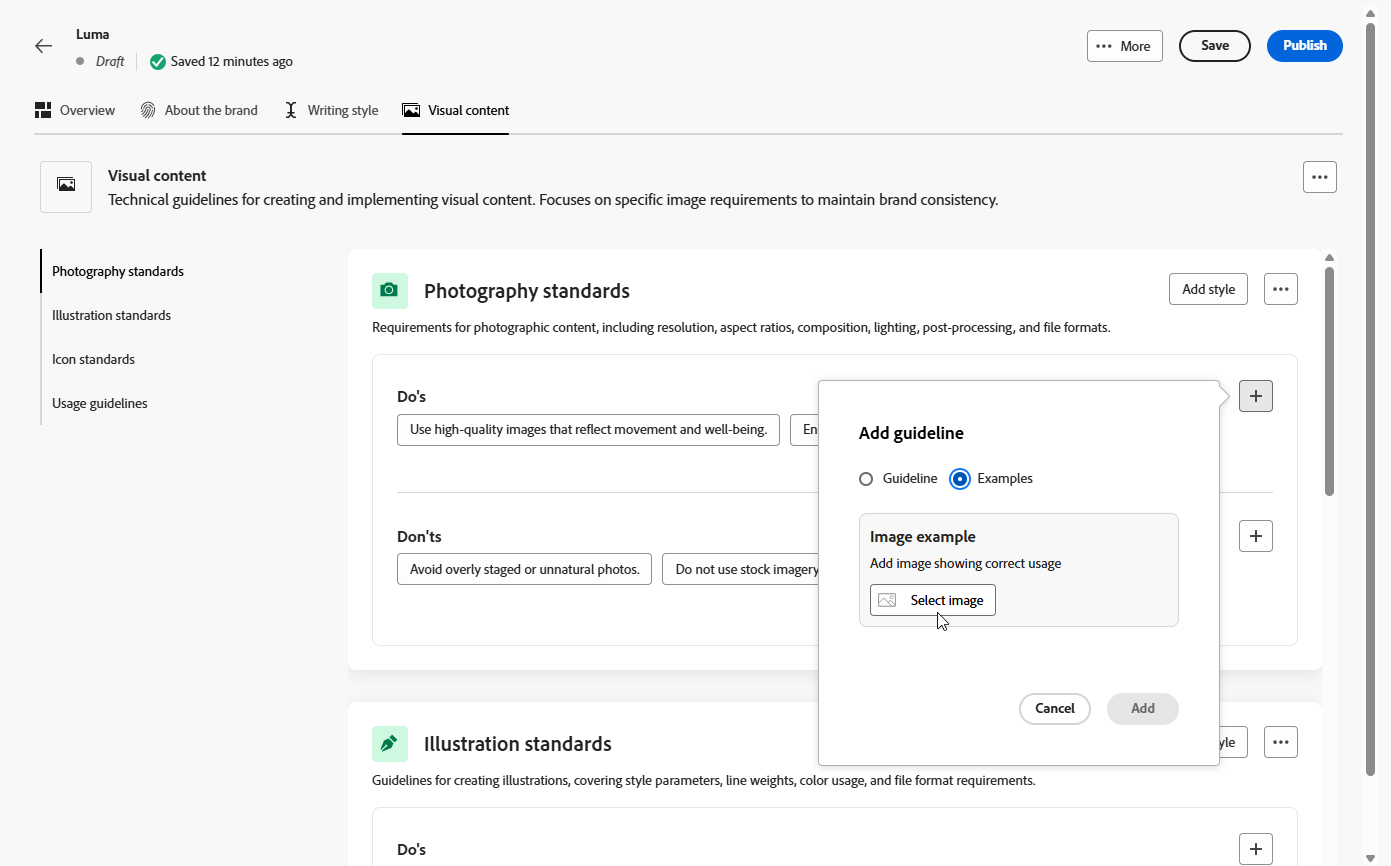 Luma
Draft
Saved 12 minutes ago
More
Save
Publish
Overview
About the brand
Writing style
Visual content
Visual content
Technical guidelines for creating and implementing visual content. Focuses on specific image requirements to maintain brand consistency.
Photography standards
Illustration standards
Icon standards
Usage guidelines
Photography standards
Add style
Requirements for photographic content, including resolution, aspect ratios, composition, lighting, post-processing, and file formats.
Do's
Use high-quality images that reflect movement and well-being.
En
Don'ts
Avoid overly staged or unnatural photos.
Do not use stock imagery
Add guideline
Guideline
Examples
Image example
Add image showing correct usage
Select image
Cancel
Add
Illustration standards
yle
Guidelines for creating illustrations, covering style parameters, line weights, color usage, and file format requirements.
Do's